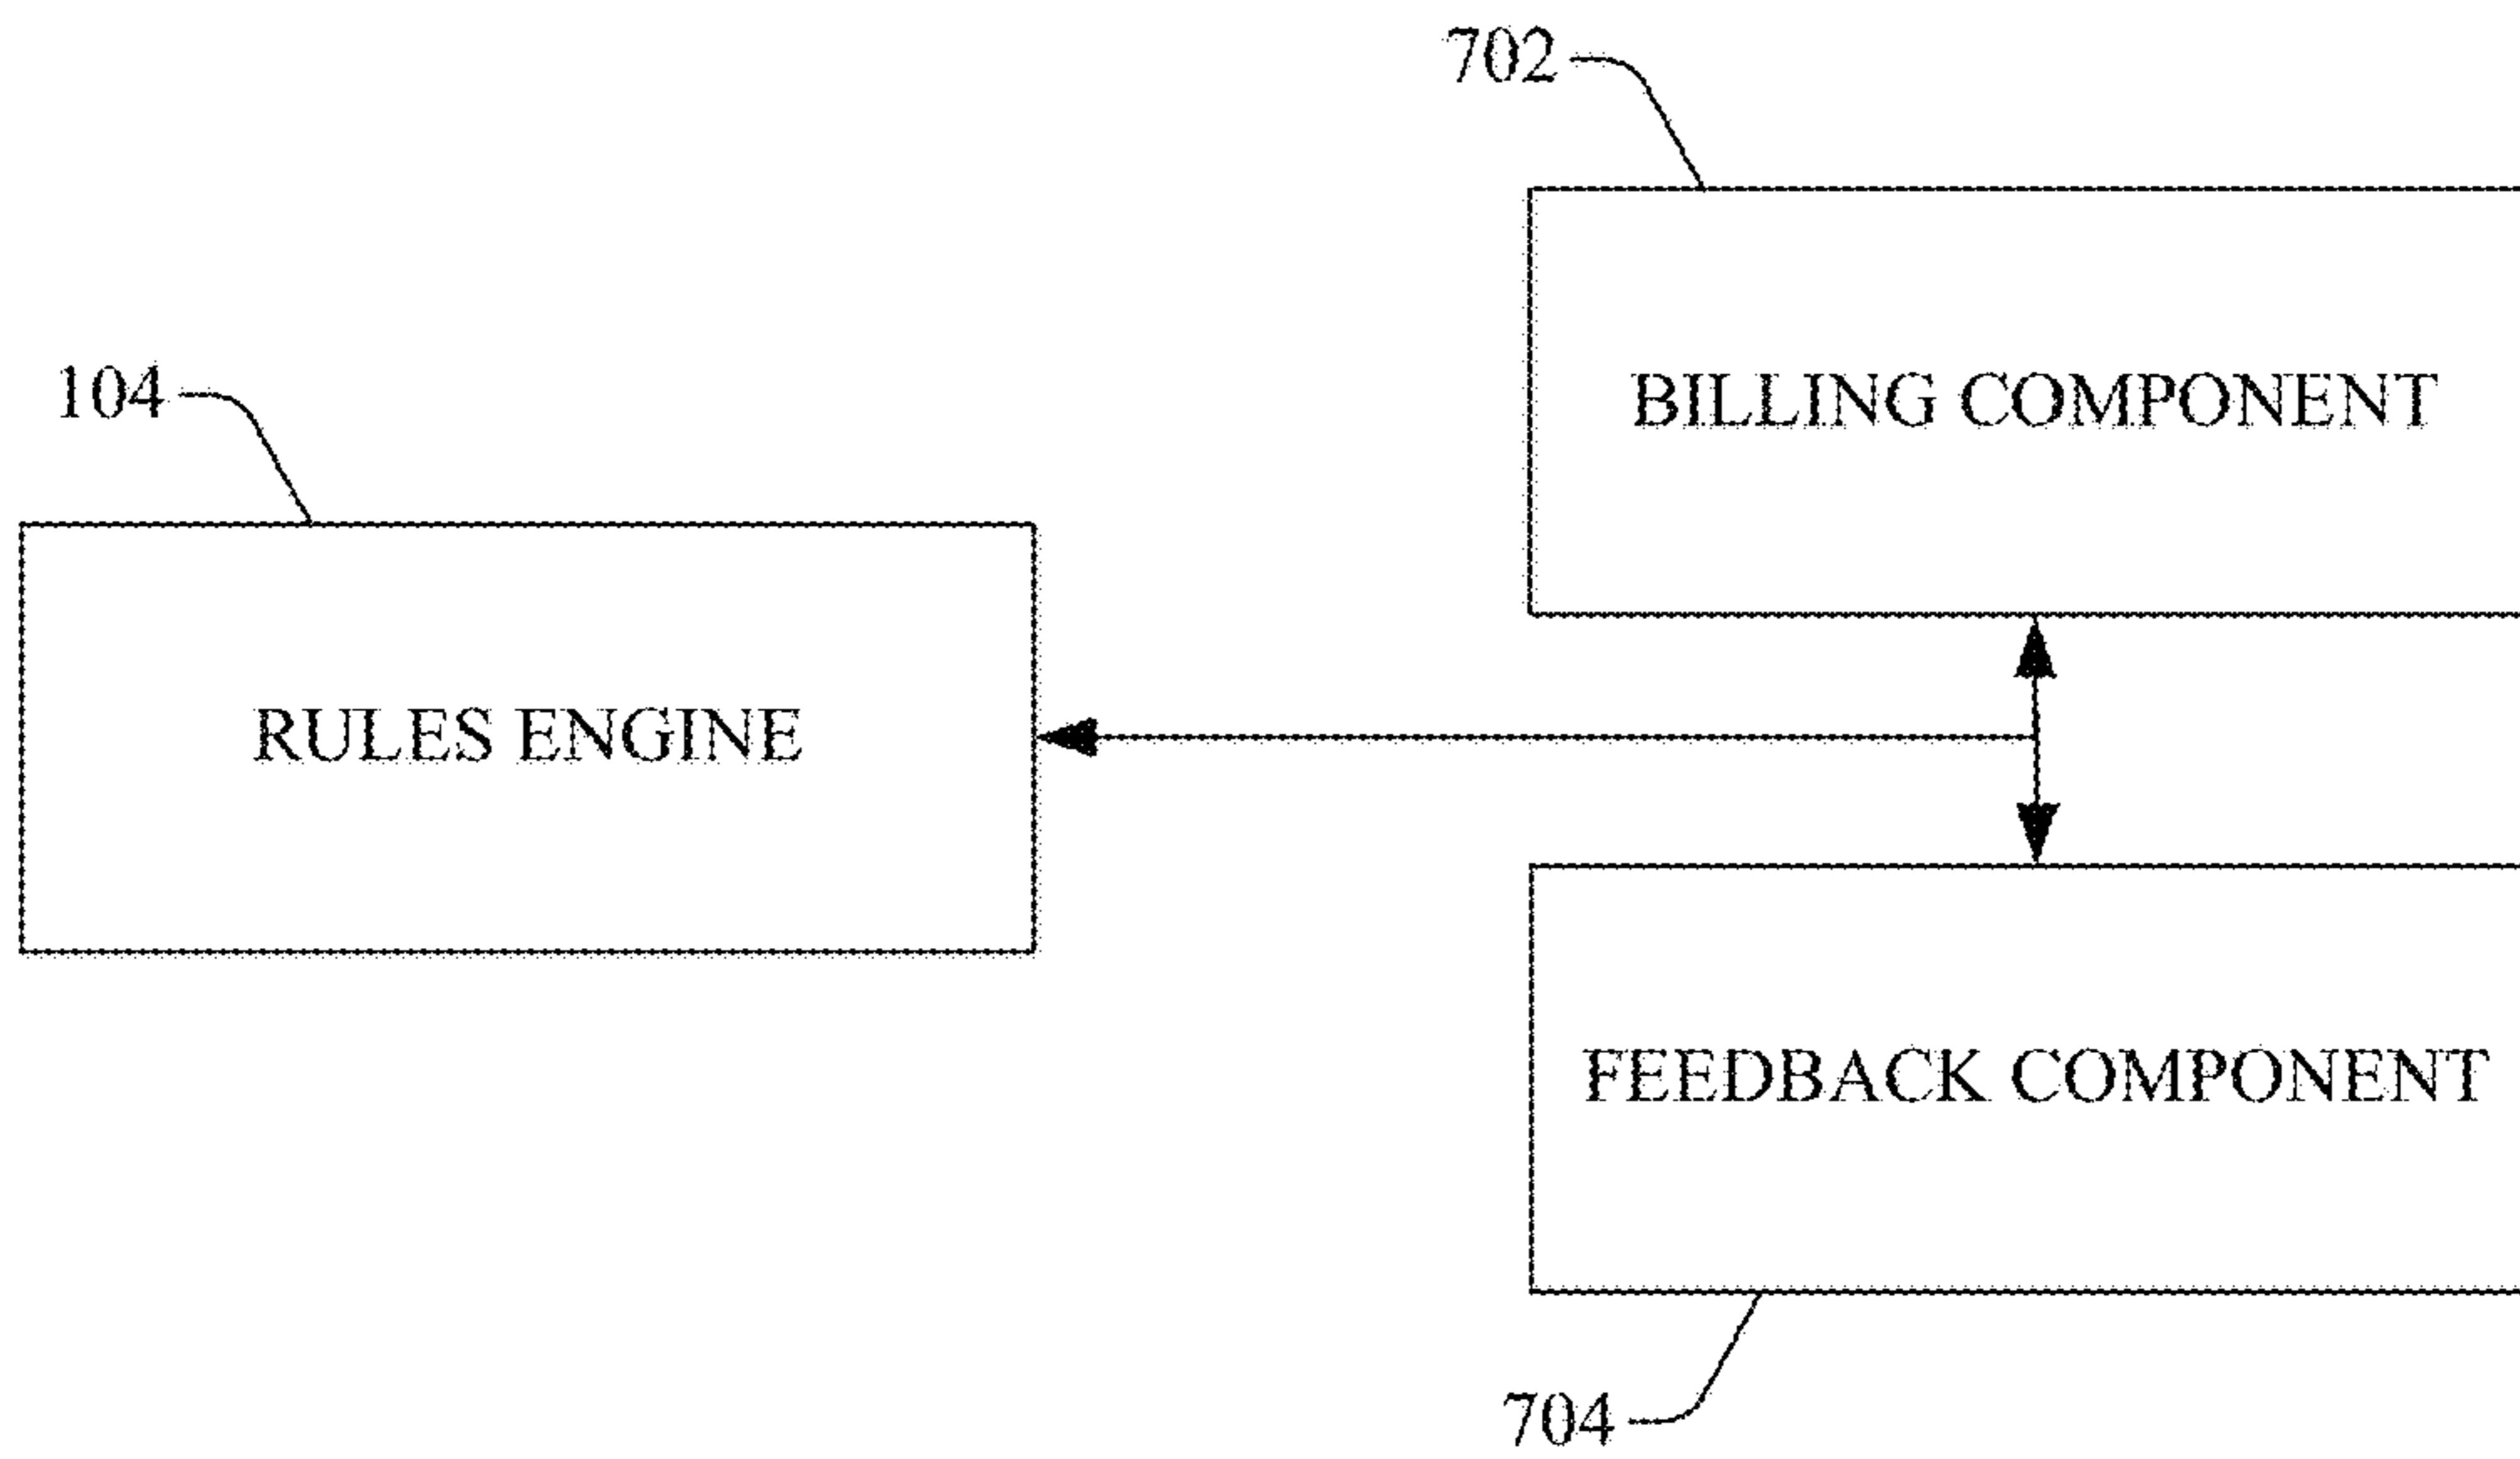 702
BILLING COMPONENT
104
RULES ENGINE
FEEDBACK COMPONENT
704